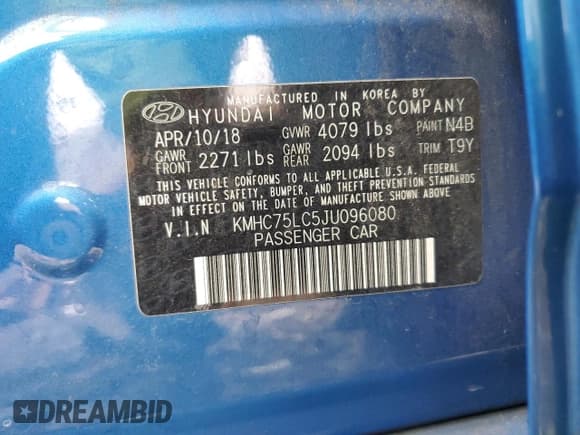 MANUFACTURED IN KOREA BY
HYUNDAI MOTOR COMPANY
APR/10/18 GVWR 4079 lbs PAINT N4B
GAWR FRONT 2271 lbs GAWR REAR 2094 lbs TRIM T9Y
THIS VEHICLE CONFORMS TO ALL APPLICABLE U.S.A. FEDERAL
MOTOR VEHICLE SAFETY, BUMPER, AND THEFT PREVENTION STANDARDS
IN EFFECT ON THE DATE OF MANUFACTURE SHOWN ABOVE
V.I.N KMHC75LC5JU096080
PASSENGER CAR
DREAMBID